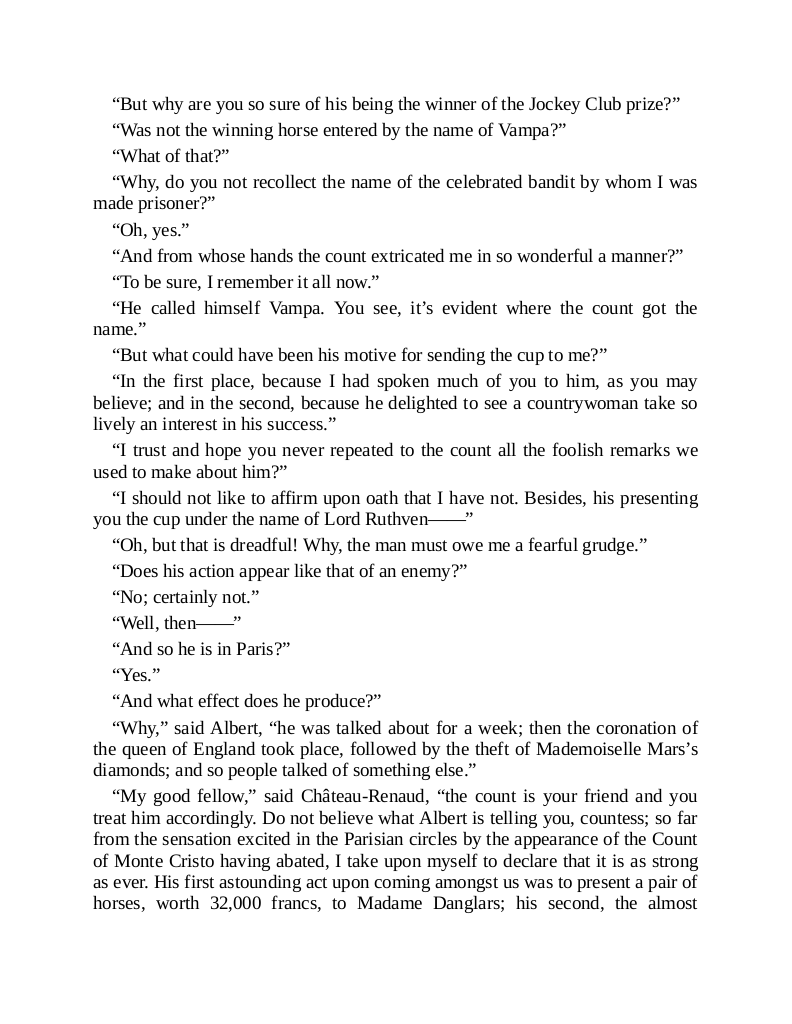 “But why are you so sure of his being the winner of the Jockey Club prize?”
“Was not the winning horse entered by the name of Vampa?”
“What of that?”
“Why, do you not recollect the name of the celebrated bandit by whom I was
made prisoner?”
“Oh, yes.”
“And from whose hands the count extricated me in so wonderful a manner?”
“To be sure, I remember it all now.”
“He called himself Vampa. You see, it’s evident where the count got the
name.”
“But what could have been his motive for sending the cup to me?”
“In the first place, because I had spoken much of you to him, as you may
believe; and in the second, because he delighted to see a countrywoman take so
lively an interest in his success.”
“I trust and hope you never repeated to the count all the foolish remarks we
used to make about him?”
“I should not like to affirm upon oath that I have not. Besides, his presenting
you the cup under the name of Lord Ruthven——”
“Oh, but that is dreadful! Why, the man must owe me a fearful grudge.”
“Does his action appear like that of an enemy?”
“No; certainly not.”
“Well, then——”
“And so he is in Paris?”
“Yes.”
“And what effect does he produce?”
“Why,” said Albert, “he was talked about for a week; then the coronation of
the queen of England took place, followed by the theft of Mademoiselle Mars’s
diamonds; and so people talked of something else.”
“My good fellow,” said Château-Renaud, “the count is your friend and you
treat him accordingly. Do not believe what Albert is telling you, countess; so far
from the sensation excited in the Parisian circles by the appearance of the Count
of Monte Cristo having abated, I take upon myself to declare that it is as strong
as ever. His first astounding act upon coming amongst us was to present a pair of
horses, worth 32,000 francs, to Madame Danglars; his second, the almost